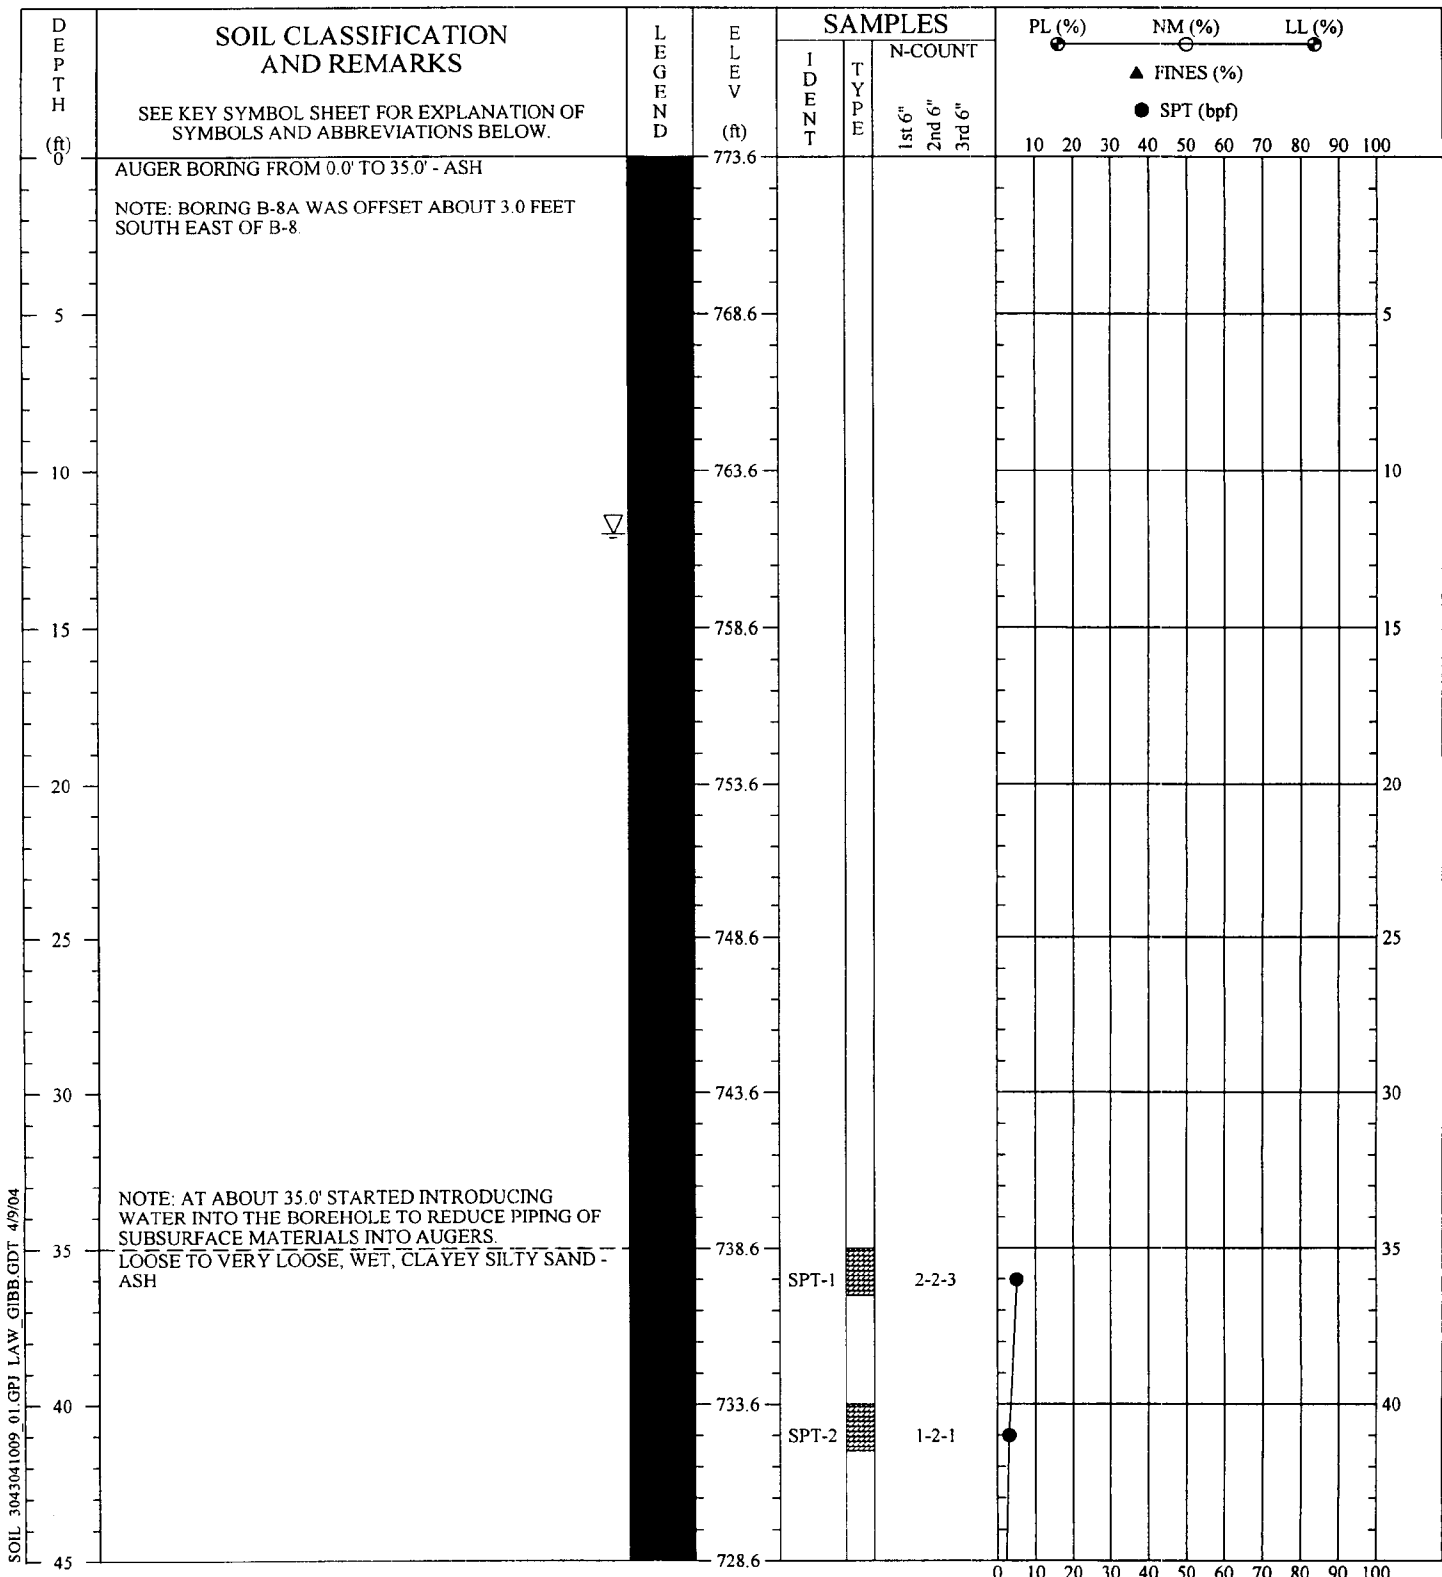 DEPTH
(ft)
SOIL CLASSIFICATION
AND REMARKS
SEE KEY SYMBOL SHEET FOR EXPLANATION OF
SYMBOLS AND ABBREVIATIONS BELOW.
LEGEND
ELEV
(ft)
SAMPLES
IDENT
TYPE
N-COUNT
1st 6"
2nd 6"
3rd 6"
PL (%) NM (%) LL (%)
▲ FINES (%)
● SPT (bpf)
10 20 30 40 50 60 70 80 90 100
0 773.6
AUGER BORING FROM 0.0' TO 35.0' - ASH
NOTE: BORING B-8A WAS OFFSET ABOUT 3.0 FEET
SOUTH EAST OF B-8.
5 768.6 5
10 763.6 10
15 758.6 15
20 753.6 20
25 748.6 25
30 743.6 30
NOTE: AT ABOUT 35.0' STARTED INTRODUCING
WATER INTO THE BOREHOLE TO REDUCE PIPING OF
SUBSURFACE MATERIALS INTO AUGERS.
35 738.6 35
LOOSE TO VERY LOOSE, WET, CLAYEY SILTY SAND -
ASH
SPT-1 2-2-3
40 733.6 40
SPT-2 1-2-1
45 728.6
0 10 20 30 40 50 60 70 80 90 100
SOIL 3043041009_01.GPJ LAW_GIBB.GDT 4/9/04